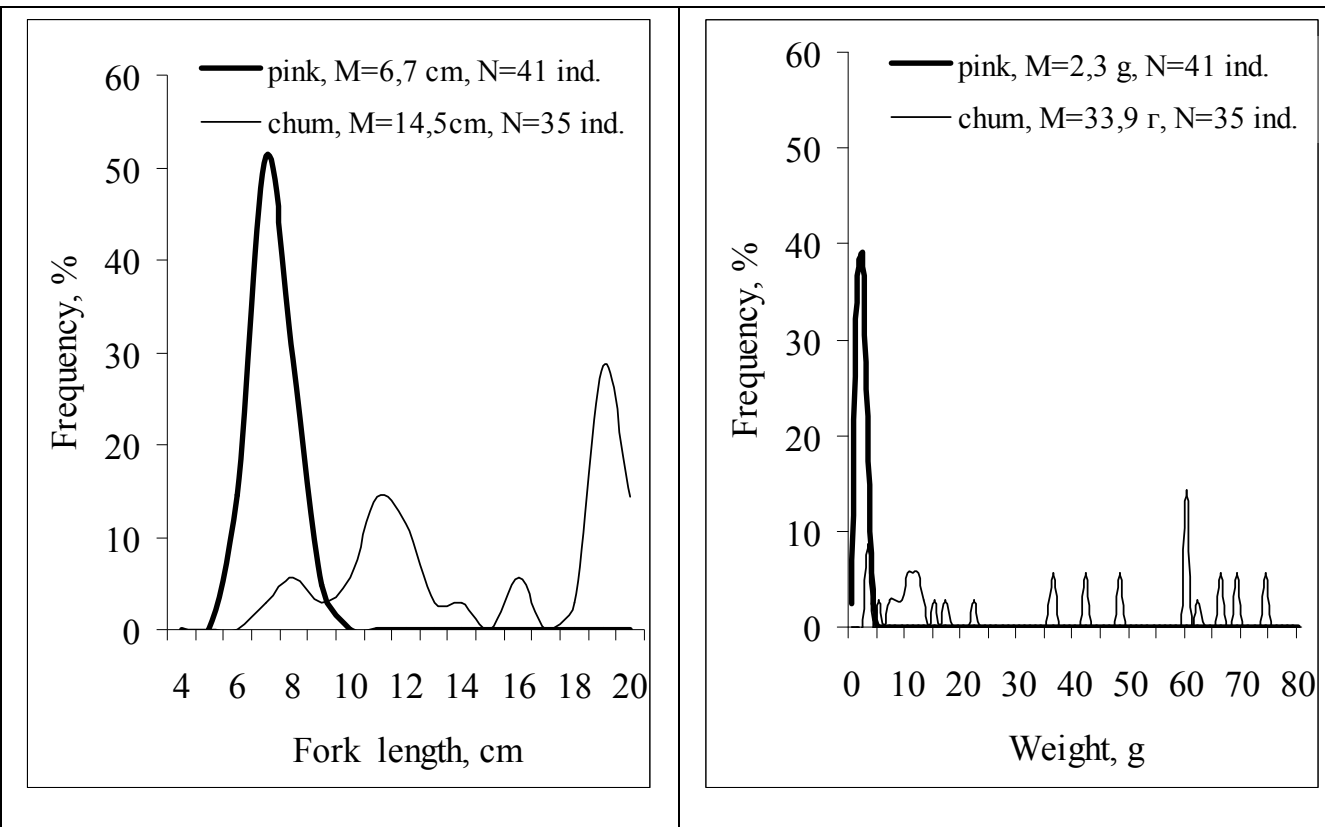 pink, M=6,7 cm, N=41 ind.
chum, M=14,5cm, N=35 ind.
60
50
40
30
20
10
0
Frequency, %
4 6 8 10 12 14 16 18 20
Fork length, cm
pink, M=2,3 g, N=41 ind.
chum, M=33,9 г, N=35 ind.
60
50
40
30
20
10
0
Frequency, %
0 10 20 30 40 50 60 70 80
Weight, g